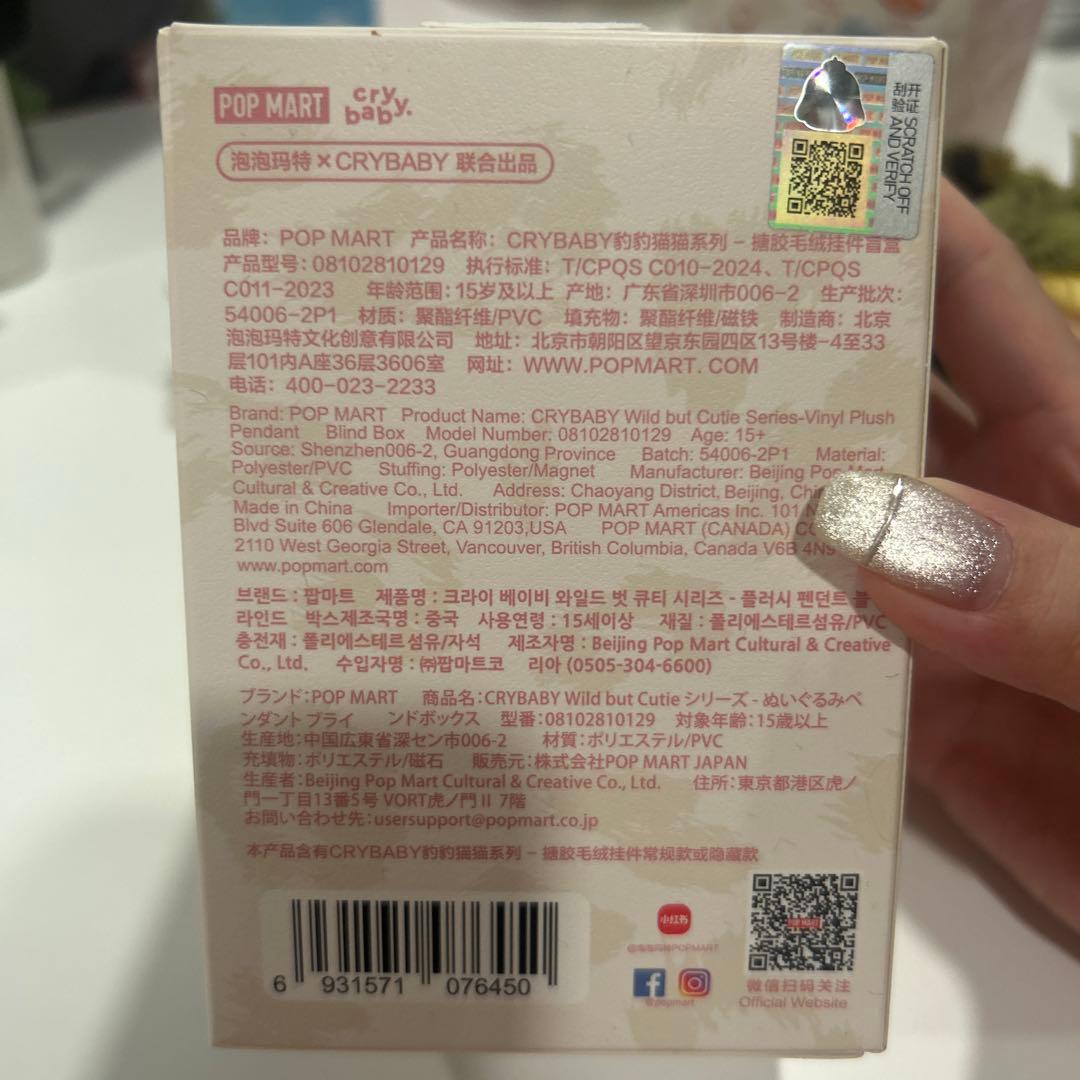 POP MART
cry
baby.
泡泡玛特×CRYBABY 联合出品
刮开
验证
SCRATCH OFF
AND VERIFY
品牌：POP MART 产品名称：CRYBABY豹豹猫猫系列－搪胶毛绒挂件盲盒
产品型号：08102810129 执行标准：T/CPQS C010-2024、T/CPQS
C011-2023 年龄范围：15岁及以上 产地：广东省深圳市006-2 生产批次：
54006-2P1 材质：聚酯纤维/PVC 填充物：聚酯纤维/磁铁 制造商：北京
泡泡玛特文化创意有限公司 地址：北京市朝阳区望京东园四区13号楼-4至33
层101内A座36层3606室 网址：WWW.POPMART. COM
电话：400-023-2233
Brand: POP MART Product Name: CRYBABY Wild but Cutie Series-Vinyl Plush
Pendant Blind Box Model Number: 08102810129 Age: 15+
Source: Shenzhen006-2, Guangdong Province Batch: 54006-2P1 Material:
Polyester/PVC Stuffing: Polyester/Magnet Manufacturer: Beijing Pop Mart
Cultural & Creative Co., Ltd. Address: Chaoyang District, Beijing,
Made in China Importer/Distributor: POP MART Americas Inc. 101
Blvd Suite 606 Glendale, CA 91203,USA POP MART (CANADA)
2110 West Georgia Street, Vancouver, British Columbia, Canada V6B 4N9
www.popmart.com
브랜드 : 팝마트 제품명 : 크라이 베이비 와일드 벗 큐티 시리즈 - 플러시 펜던트 블
라인드 박스제조국명 : 중국 사용연령 : 15세이상 재질 : 폴리에스테르섬유/PVC
충전재 : 폴리에스테르섬유/자석 제조자명 : Beijing Pop Mart Cultural & Creative
Co., Ltd. 수입자명 : ㈜팝마트코 리아 (0505-304-6600)
ブランド：POP MART 商品名：CRYBABY Wild but Cutie シリーズ - ぬいぐるみペ
ンダント ブライ ンドボックス 型番：08102810129 対象年齢：15歳以上
生産地：中国広東省深セン市006-2 材質：ポリエステル/PVC
充填物：ポリエステル/磁石 販売元：株式会社POP MART JAPAN
生産者：Beijing Pop Mart Cultural & Creative Co., Ltd. 住所：東京都港区虎ノ
門一丁目13番5号 VORT虎ノ門Ⅱ 7階
お問い合わせ先：usersupport@popmart.co.jp
本产品含有CRYBABY豹豹猫猫系列－搪胶毛绒挂件常规款或隐藏款
6 931571 076450
小红书
@泡泡玛特POPMART
@popmart
POP MART
微信扫码关注
Official Website